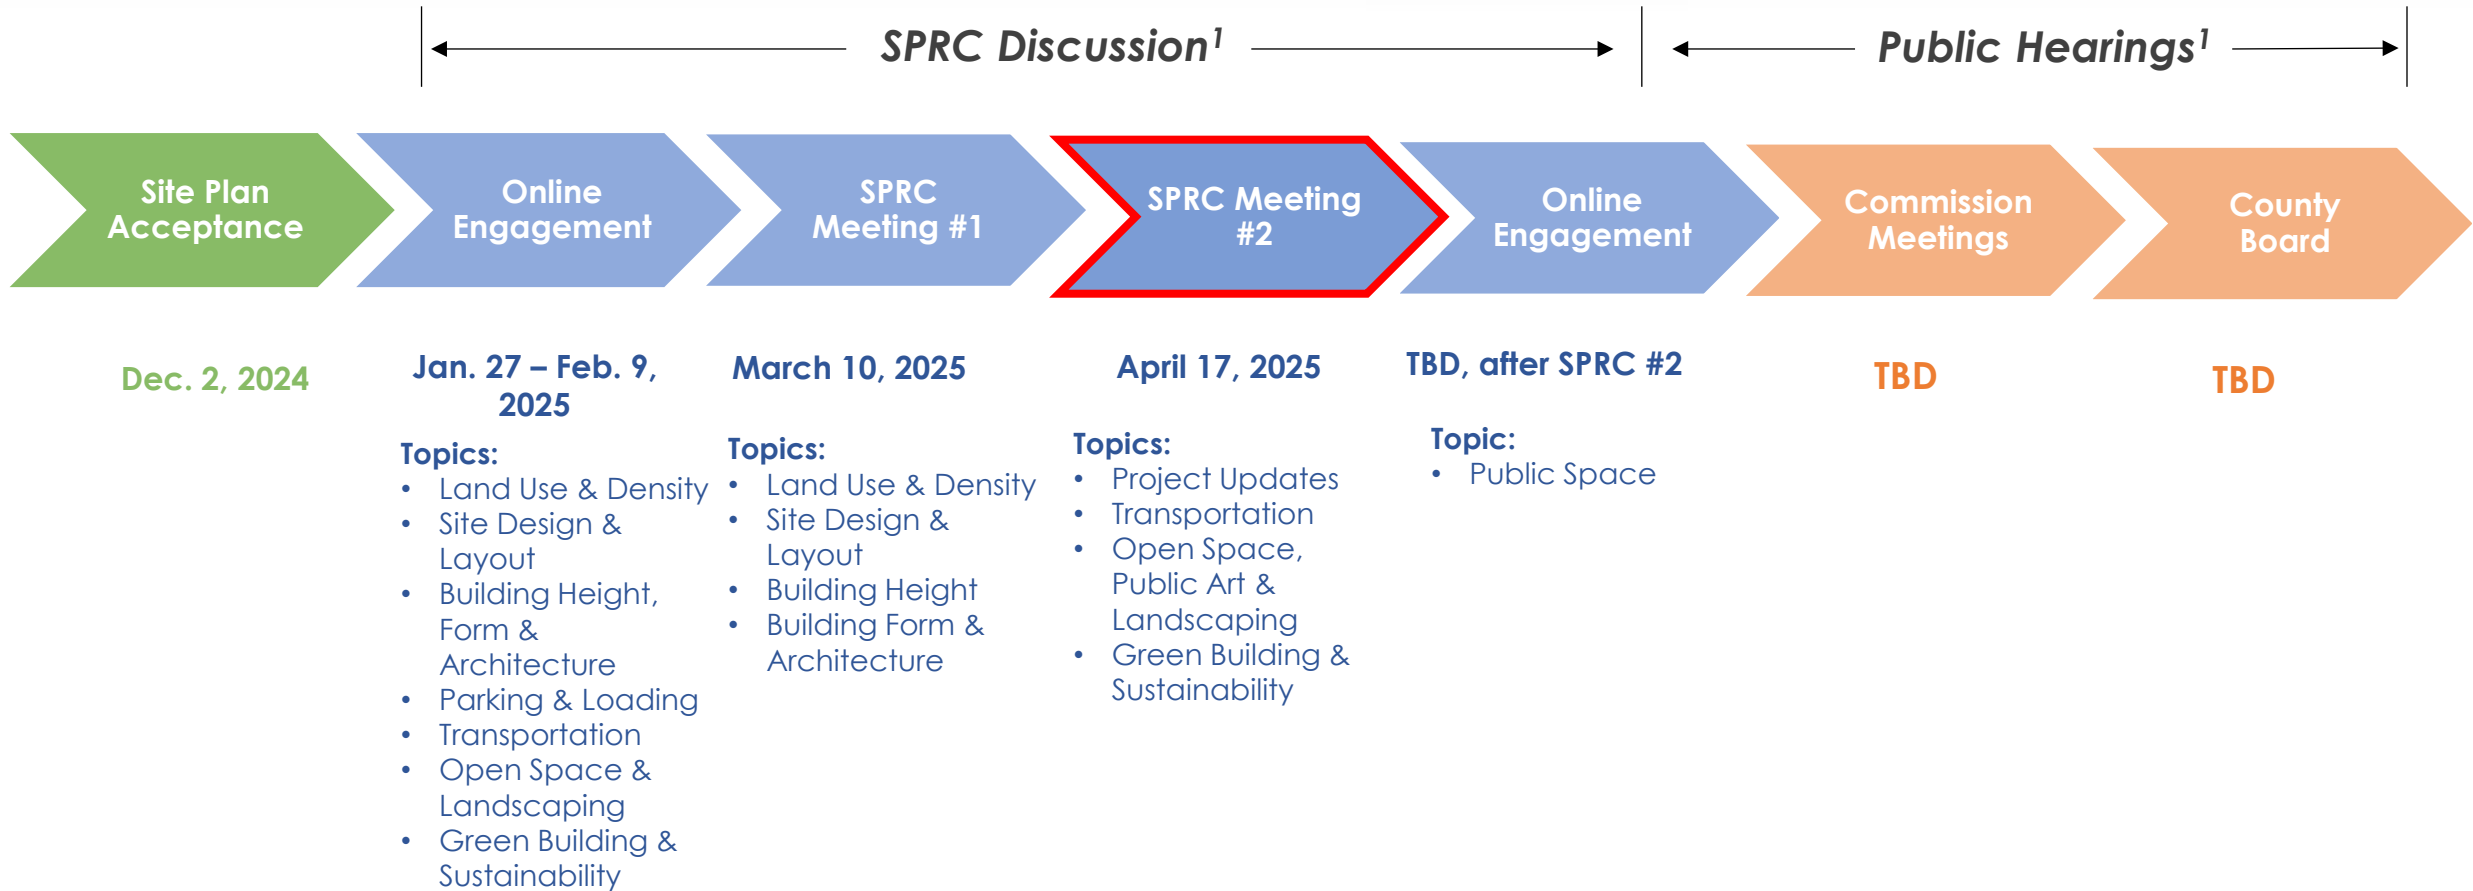 SPRC Discussion¹
Public Hearings¹
Site Plan
Acceptance
Online
Engagement
SPRC
Meeting #1
SPRC Meeting
#2
Online
Engagement
Commission
Meetings
County
Board
Dec. 2, 2024
Jan. 27 – Feb. 9,
2025
Topics:
• Land Use & Density
• Site Design &
Layout
• Building Height,
Form &
Architecture
• Parking & Loading
• Transportation
• Open Space &
Landscaping
• Green Building &
Sustainability
March 10, 2025
Topics:
• Land Use & Density
• Site Design &
Layout
• Building Height
• Building Form &
Architecture
April 17, 2025
Topics:
• Project Updates
• Transportation
• Open Space,
Public Art &
Landscaping
• Green Building &
Sustainability
TBD, after SPRC #2
Topic:
• Public Space
TBD
TBD